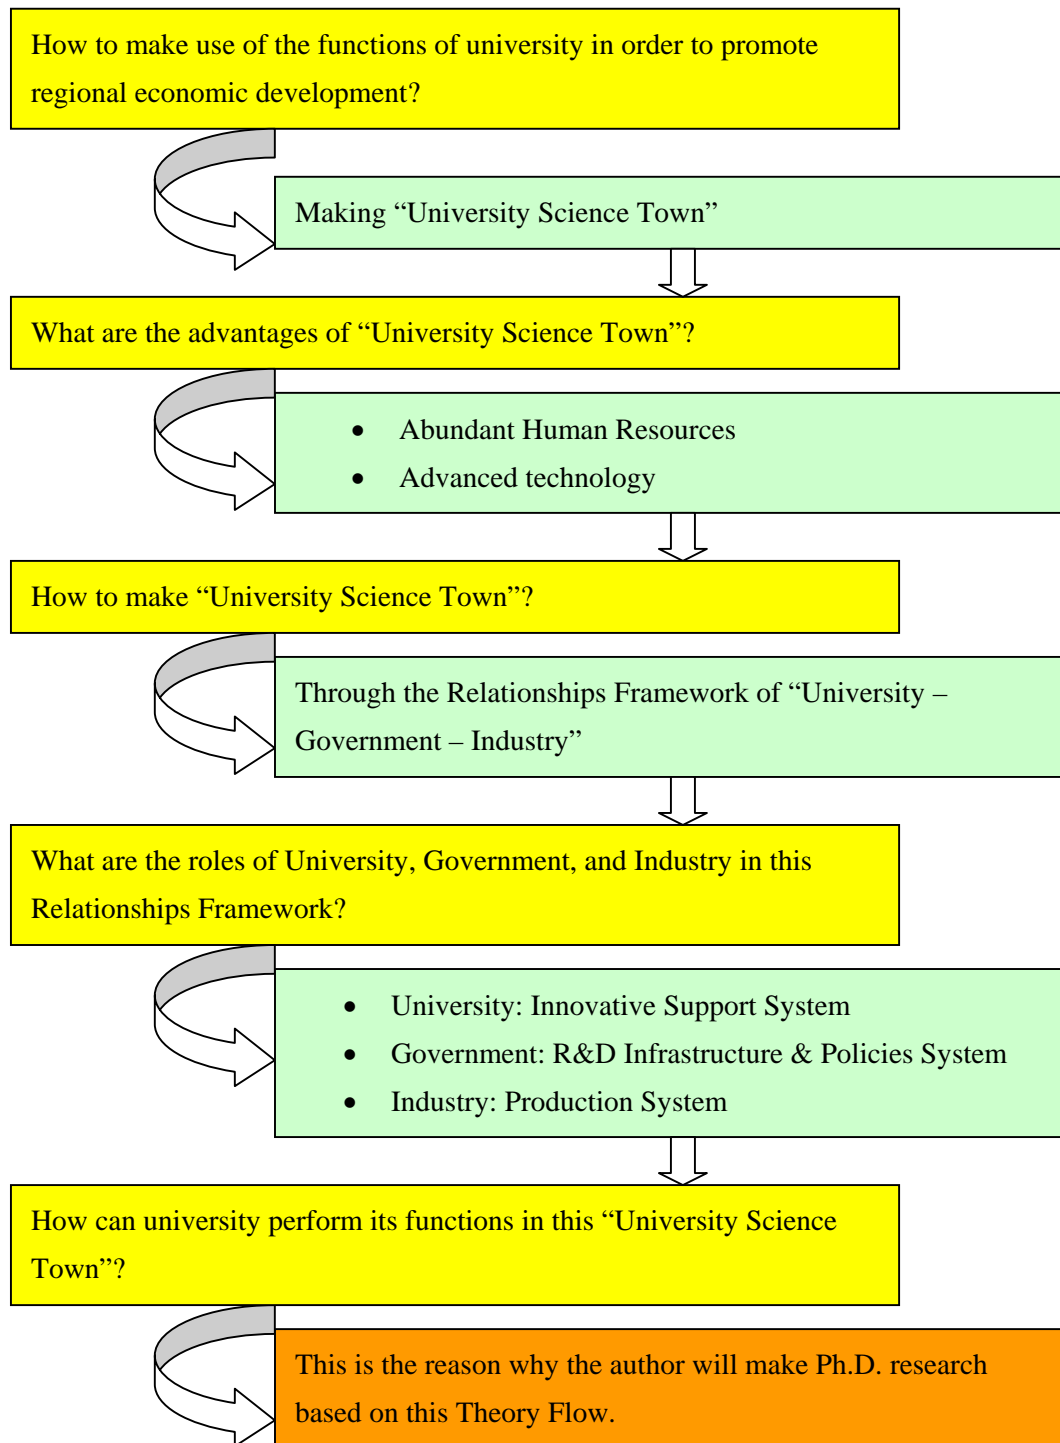 How to make use of the functions of university in order to promote
regional economic development?
Making “University Science Town”
What are the advantages of “University Science Town”?
• Abundant Human Resources
• Advanced technology
How to make “University Science Town”?
Through the Relationships Framework of “University –
Government – Industry”
What are the roles of University, Government, and Industry in this
Relationships Framework?
• University: Innovative Support System
• Government: R&D Infrastructure & Policies System
• Industry: Production System
How can university perform its functions in this “University Science
Town”?
This is the reason why the author will make Ph.D. research
based on this Theory Flow.